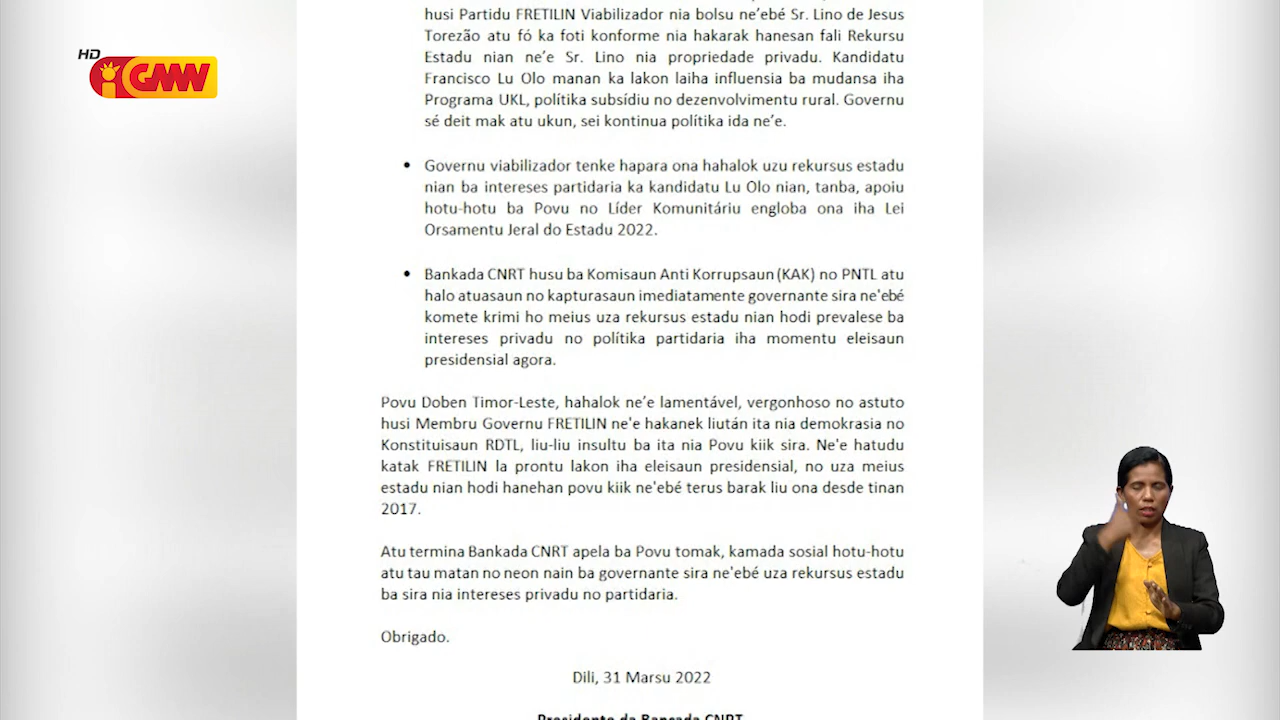 HD
GMN
husi Partidu FRETILIN Viabilizador nia bolsu ne’ebé Sr. Lino de Jesus
Torezão atu fó ka foti konforme nia hakarak hanesan fali Rekursu
Estadu nian ne’e Sr. Lino nia propriedade privadu. Kandidatu
Francisco Lu Olo manan ka lakon laiha influensia ba mudansa iha
Programa UKL, polítika subsídiu no dezenvolvimentu rural. Governu
sé deit mak atu ukun, sei kontinua polítika ida ne’e.
• Governu viabilizador tenke hapara ona hahalok uzu rekursus estadu
nian ba intereses partidaria ka kandidatu Lu Olo nian, tanba, apoiu
hotu-hotu ba Povu no Líder Komunitáriu engloba ona iha Lei
Orsamentu Jeral do Estadu 2022.
• Bankada CNRT husu ba Komisaun Anti Korrupsaun (KAK) no PNTL atu
halo atuasaun no kapturasaun imediatamente governante sira ne'ebé
komete krimi ho meius uza rekursus estadu nian hodi prevalese ba
intereses privadu no polítika partidaria iha momentu eleisaun
presidensial agora.
Povu Doben Timor-Leste, hahalok ne’e lamentável, vergonhoso no astuto
husi Membru Governu FRETILIN ne'e hakanek liután ita nia demokrasia no
Konstituisaun RDTL, liu-liu insultu ba ita nia Povu kiik sira. Ne'e hatudu
katak FRETILIN la prontu lakon iha eleisaun presidensial, no uza meius
estadu nian hodi hanehan povu kiik ne'ebé terus barak liu ona desde tinan
2017.
Atu termina Bankada CNRT apela ba Povu tomak, kamada sosial hotu-hotu
atu tau matan no neon nain ba governante sira ne'ebé uza rekursus estadu
ba sira nia intereses privadu no partidaria.
Obrigado.
Dili, 31 Marsu 2022
Presidente da Bancada CNRT